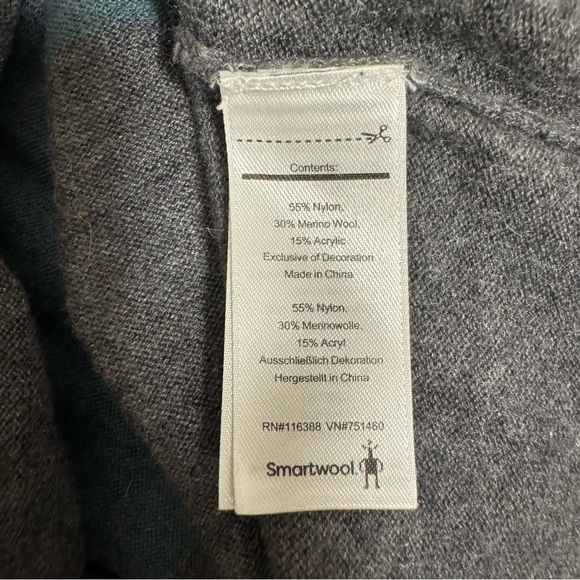 Contents:
55% Nylon,
30% Merino Wool,
15% Acrylic
Exclusive of Decoration
Made in China
55% Nylon,
30% Merinowolle,
15% Acryl
Ausschließlich Dekoration
Hergestellt in China
RN#116388 VN#751460
Smartwool